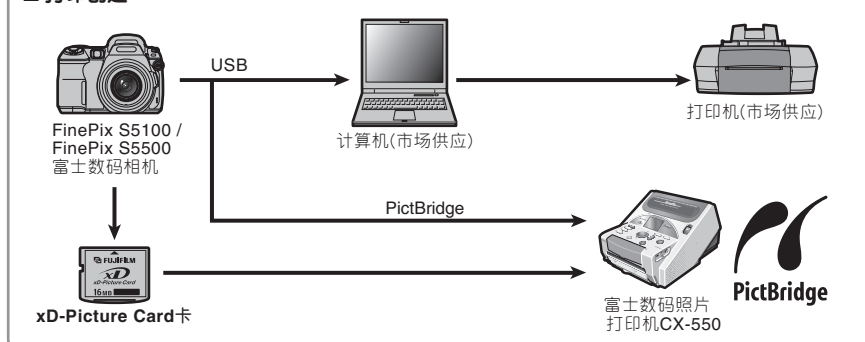 USB
FinePix S5100 /
FinePix S5500
富士数码相机
计算机(市场供应)
打印机(市场供应)
PictBridge
FUJIFILM
xD
xD-Picture Card
16MB
xD-Picture Card卡
富士数码照片
打印机CX-550
PictBridge